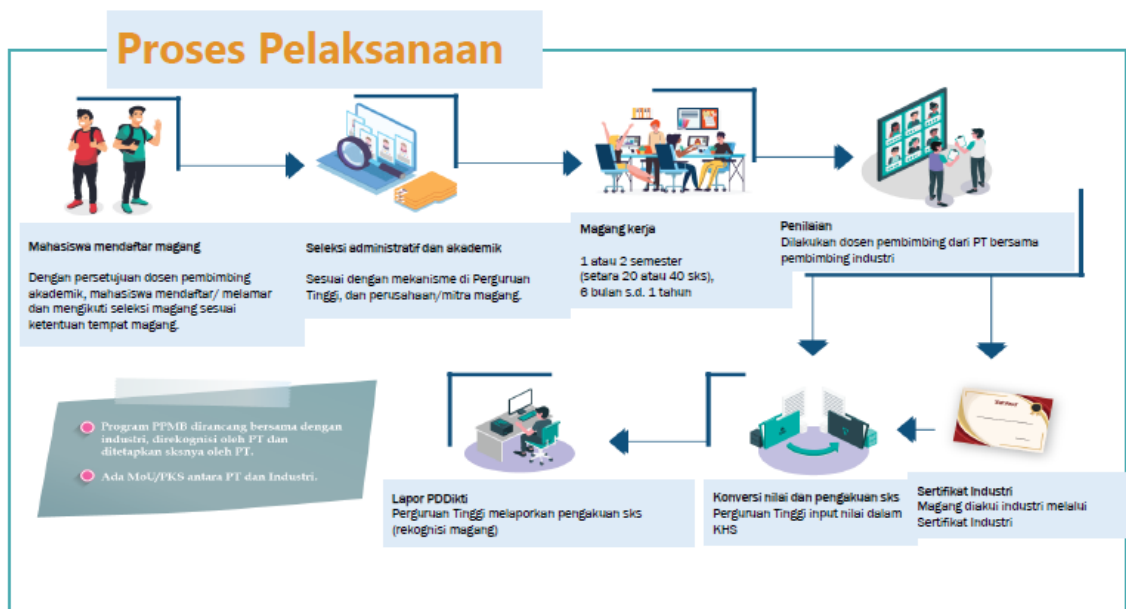 Proses Pelaksanaan
Mahasiswa mendaftar magang
Dengan persetujuan dosen pembimbing
akademik, mahasiswa mendaftar/ melamar
dan mengikuti seleksi magang sesuai
ketentuan tempat magang.
Seleksi administratif dan akademik
Sesuai dengan mekanisme di Perguruan
Tinggi, dan perusahaan/mitra magang.
Magang kerja
1 atau 2 semester
(setara 20 atau 40 sks),
6 bulan s.d. 1 tahun
Penilaian
Dilakukan dosen pembimbing dari PT bersama
pembimbing industri
Sertifikat Industri
Magang diakui industri melalui
Sertifikat Industri
Konversi nilai dan pengakuan sks
Perguruan Tinggi input nilai dalam
KHS
Lapor PDDikti
Perguruan Tinggi melaporkan pengakuan sks
(rekognisi magang)
Program PPMB dirancang bersama dengan
industri, direkognisi oleh PT dan
ditetapkan sksnya oleh PT.
Ada MoU/PKS antara PT dan Industri.